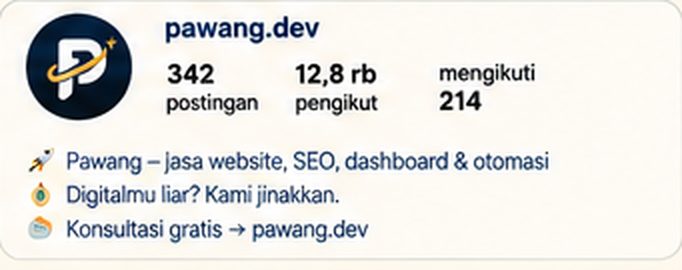 pawang.dev
342 postingan
12,8 rb pengikut
mengikuti 214
Pawang – jasa website, SEO, dashboard & otomasi
Digitalmu liar? Kami jinakkan.
Konsultasi gratis → pawang.dev